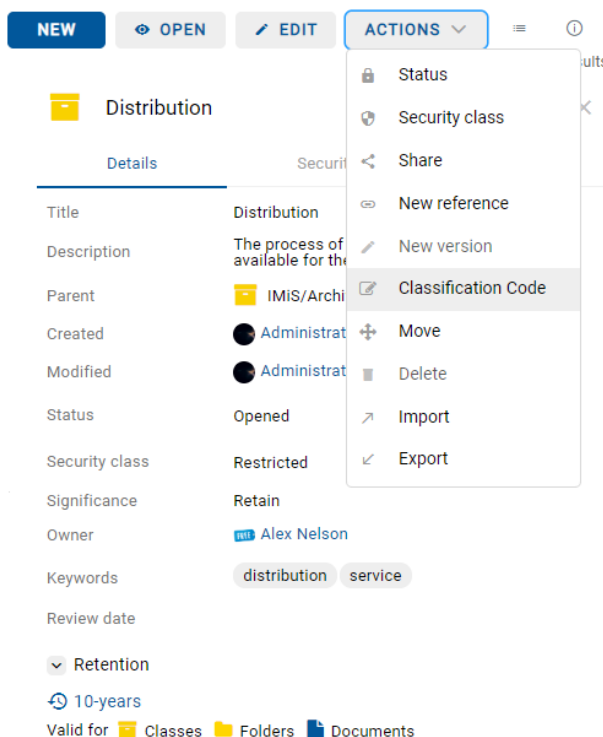 NEW OPEN EDIT ACTIONS
Status
Distribution
Security class
Details
Share
Title Distribution
New reference
Description The process of
available for the
New version
Parent IMiS/Archi
Classification Code
Created Administrat
Move
Modified Administrat
Delete
Status Opened
Import
Security class Restricted
Export
Significance Retain
Owner Alex Nelson
Keywords distribution service
Review date
Retention
10-years
Valid for Classes Folders Documents